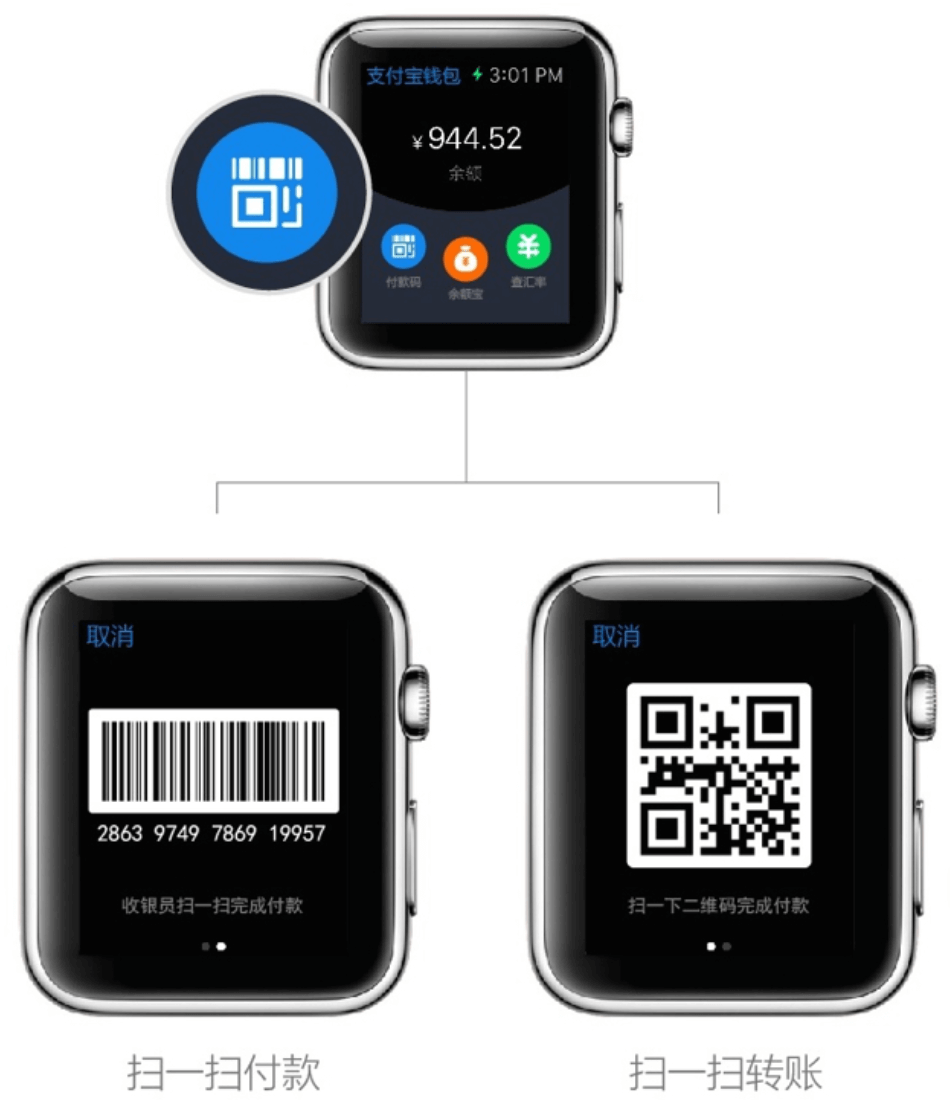 支付宝钱包 3:01 PM
¥944.52
余额
付款码
余额宝
查汇率
取消
2863 9749 7869 19957
收银员扫一扫完成付款
扫一扫付款
取消
扫一下二维码完成付款
扫一扫转账